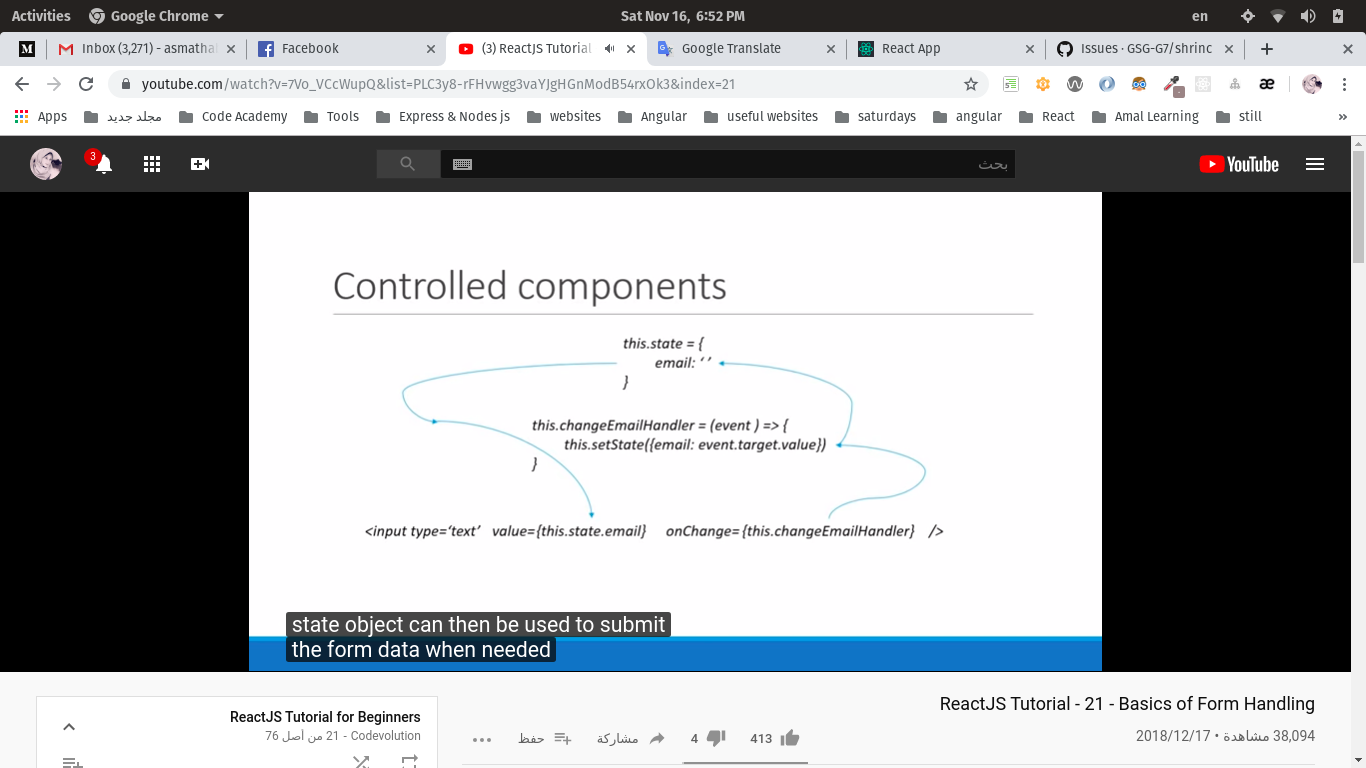 Activities Google Chrome Sat Nov 16, 6:52 PM en
M Inbox (3,271) - asmathal Facebook (3) ReactJS Tutorial Google Translate React App Issues · GSG-G7/shrinc
youtube.com/watch?v=7Vo_VCcWupQ&list=PLC3y8-rFHvwgg3vaYJgHGnModB54rxOk3&index=21
Apps مجلد جديد Code Academy Tools Express & Nodes js websites Angular useful websites saturdays angular React Amal Learning still »
3 بحث YouTube
Controlled components
this.state = {
email: ‘ ’
}
this.changeEmailHandler = (event ) => {
this.setState({email: event.target.value})
}
<input type=‘text’ value={this.state.email} onChange={this.changeEmailHandler} />
state object can then be used to submit
the form data when needed
ReactJS Tutorial - 21 - Basics of Form Handling
38,094 مشاهدة • 2018/12/17
413 4 مشاركة حفظ
ReactJS Tutorial for Beginners
Codevolution - 21 من أصل 76